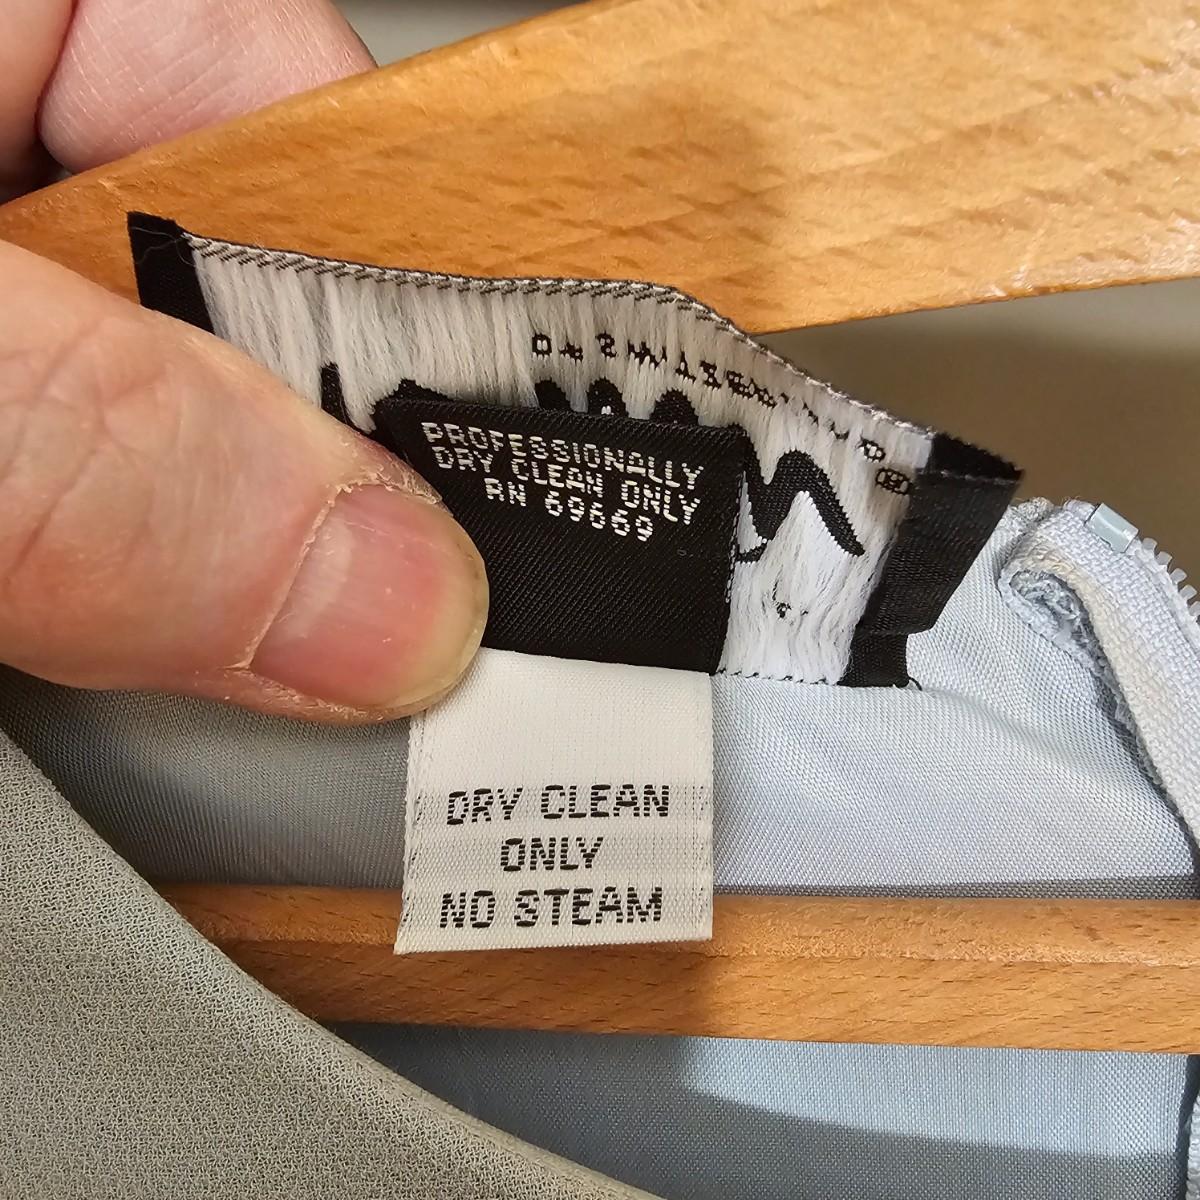 PROFESSIONALLY
DRY CLEAN ONLY
RN 69669
DRY CLEAN
ONLY
NO STEAM